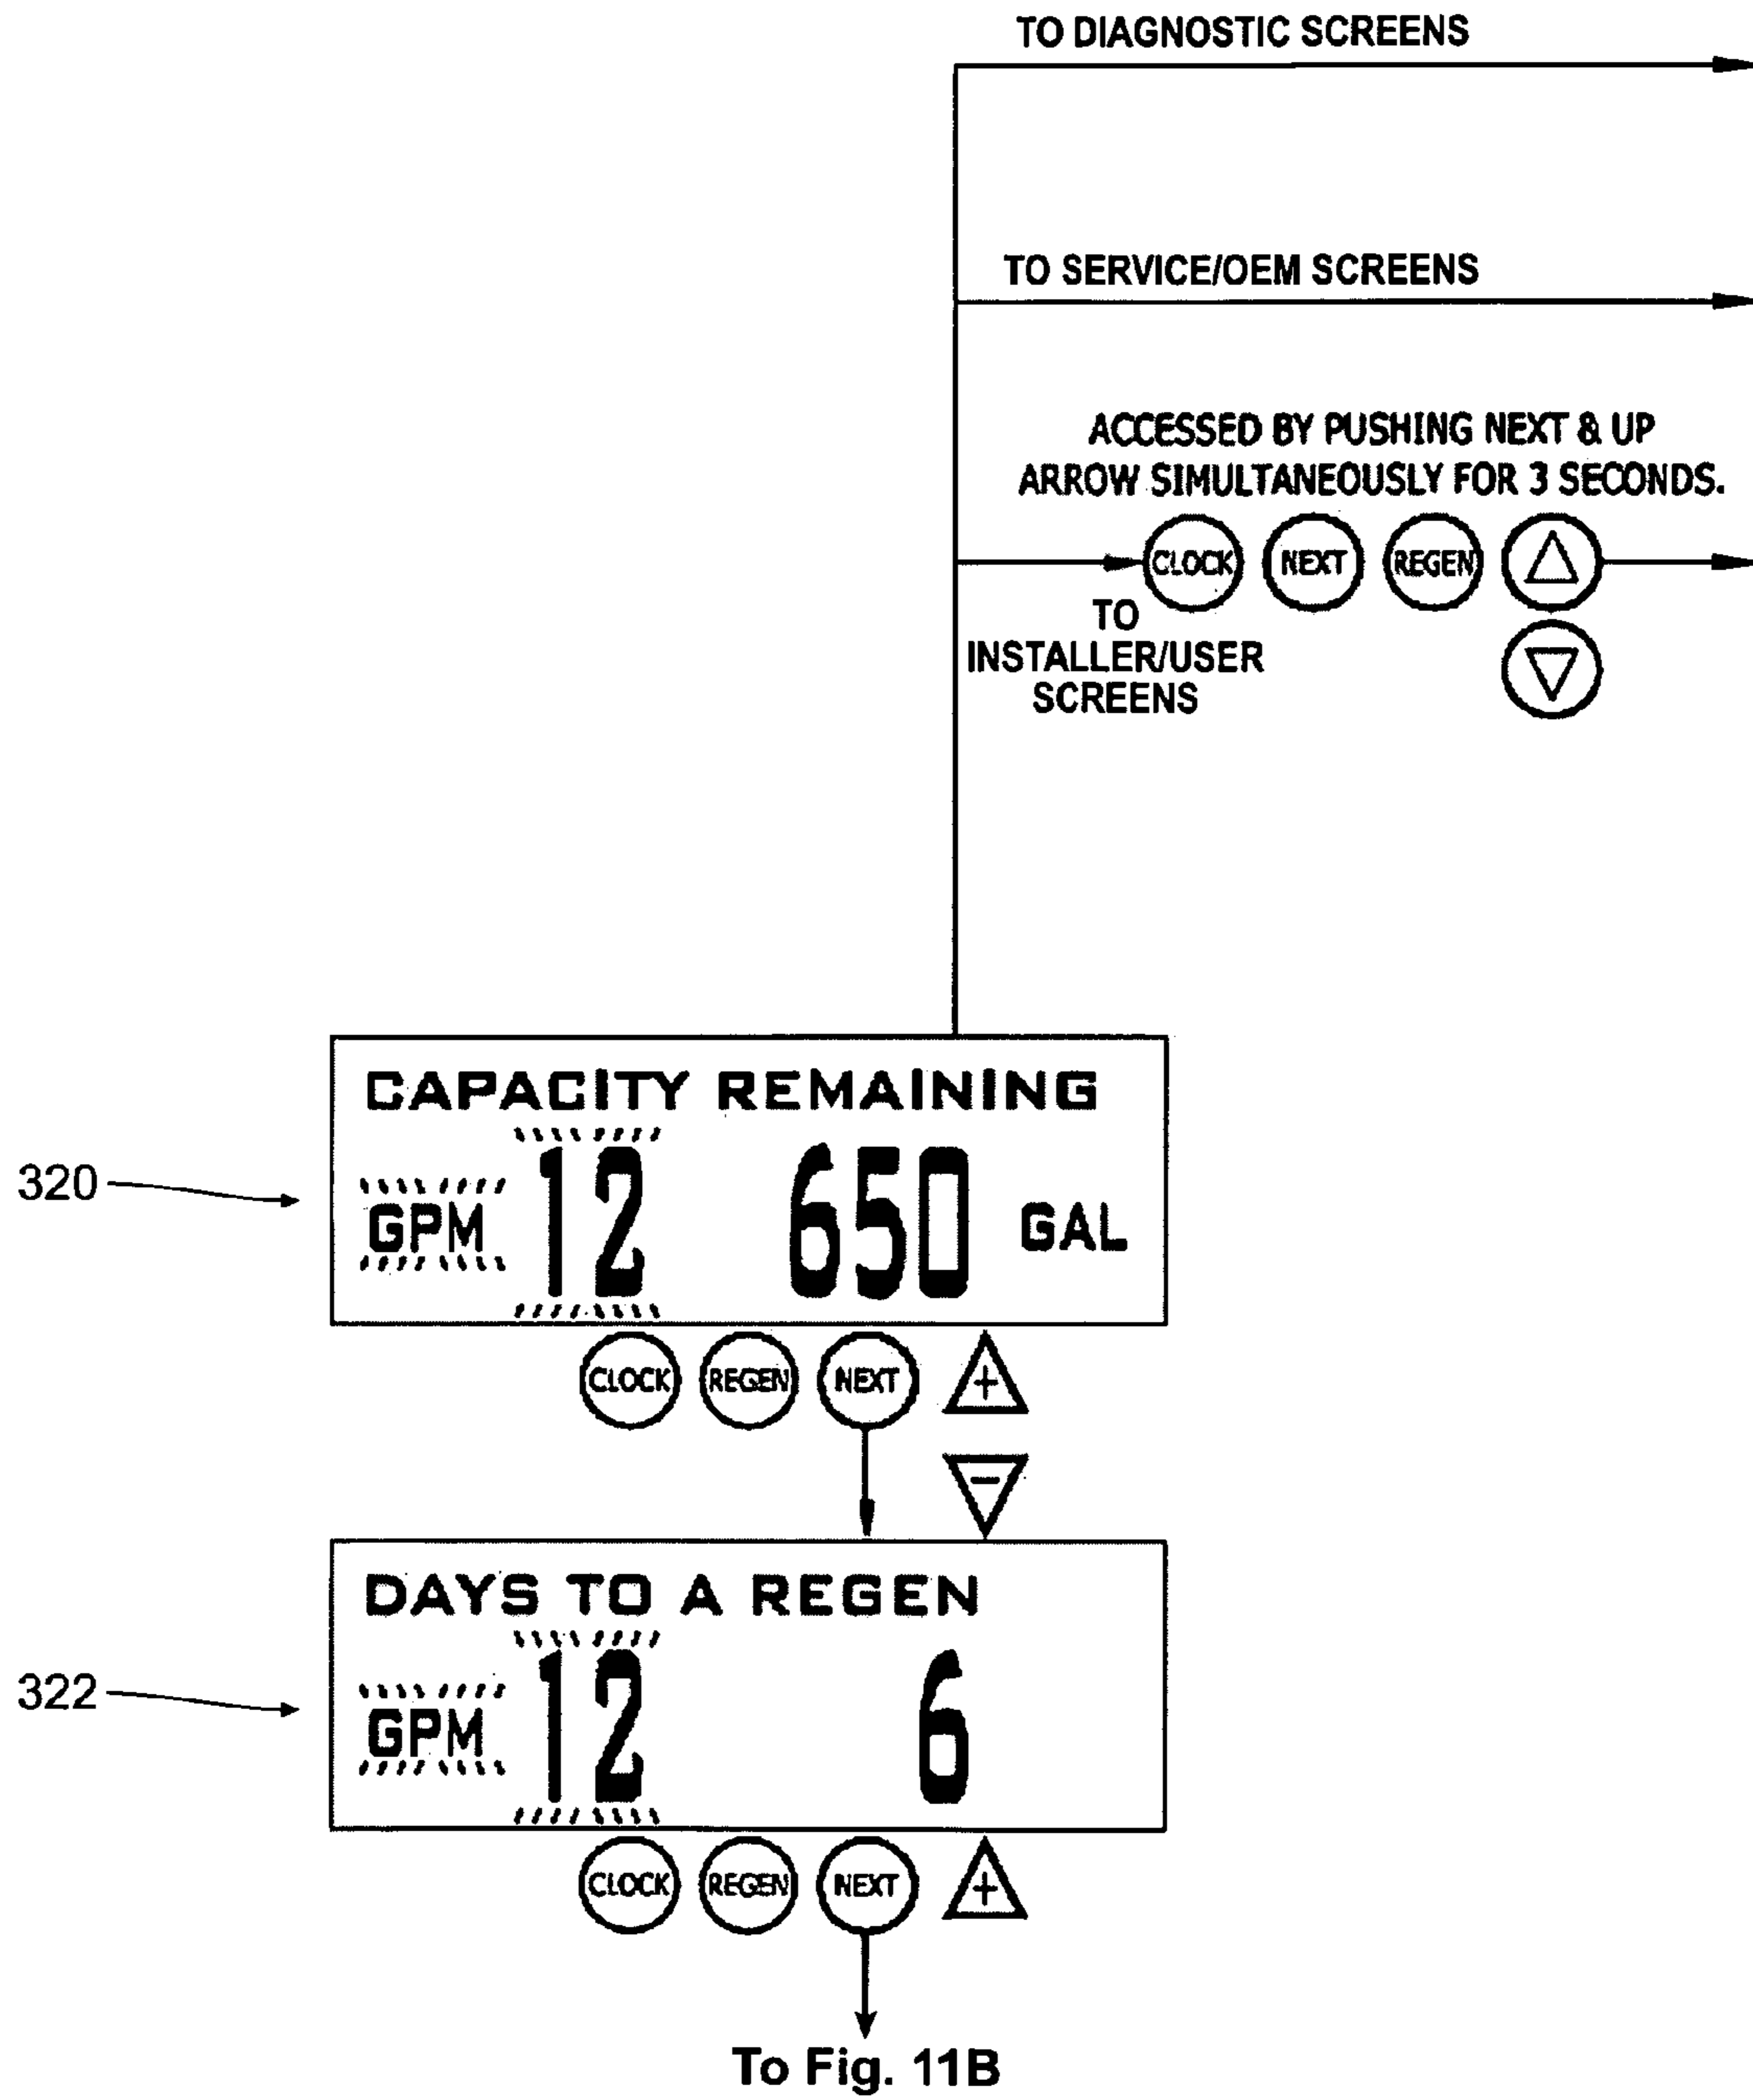 TO DIAGNOSTIC SCREENS
TO SERVICE/OEM SCREENS
ACCESSED BY PUSHING NEXT & UP
ARROW SIMULTANEOUSLY FOR 3 SECONDS.
CLOCK NEXT REGEN
TO
INSTALLER/USER
SCREENS
CAPACITY REMAINING
320
GPM 12 650 GAL
CLOCK REGEN NEXT +
-
DAYS TO A REGEN
322
GPM 12 6
CLOCK REGEN NEXT +
To Fig. 11B